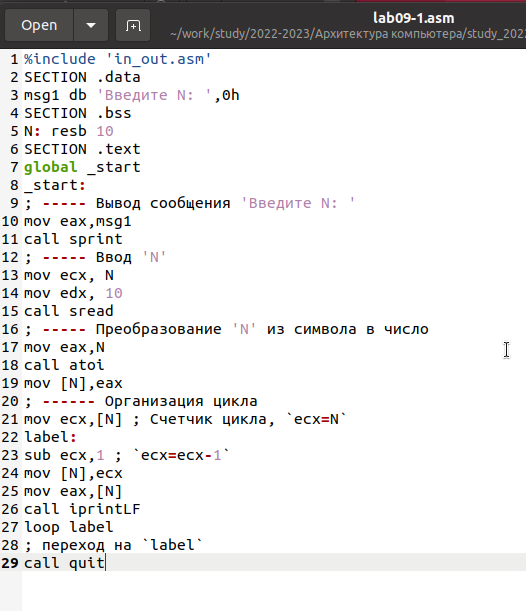 Open
lab09-1.asm
~/work/study/2022-2023/Архитектура компьютера/study_202
1 %include 'in_out.asm'
2 SECTION .data
3 msg1 db 'Введите N: ',0h
4 SECTION .bss
5 N: resb 10
6 SECTION .text
7 global _start
8 _start:
9 ; ----- Вывод сообщения 'Введите N: '
10 mov eax,msg1
11 call sprint
12 ; ----- Ввод 'N'
13 mov ecx, N
14 mov edx, 10
15 call sread
16 ; ----- Преобразование 'N' из символа в число
17 mov eax,N
18 call atoi
19 mov [N],eax
20 ; ------ Организация цикла
21 mov ecx,[N] ; Счетчик цикла, `ecx=N`
22 label:
23 sub ecx,1 ; `ecx=ecx-1`
24 mov [N],ecx
25 mov eax,[N]
26 call iprintLF
27 loop label
28 ; переход на `label`
29 call quit